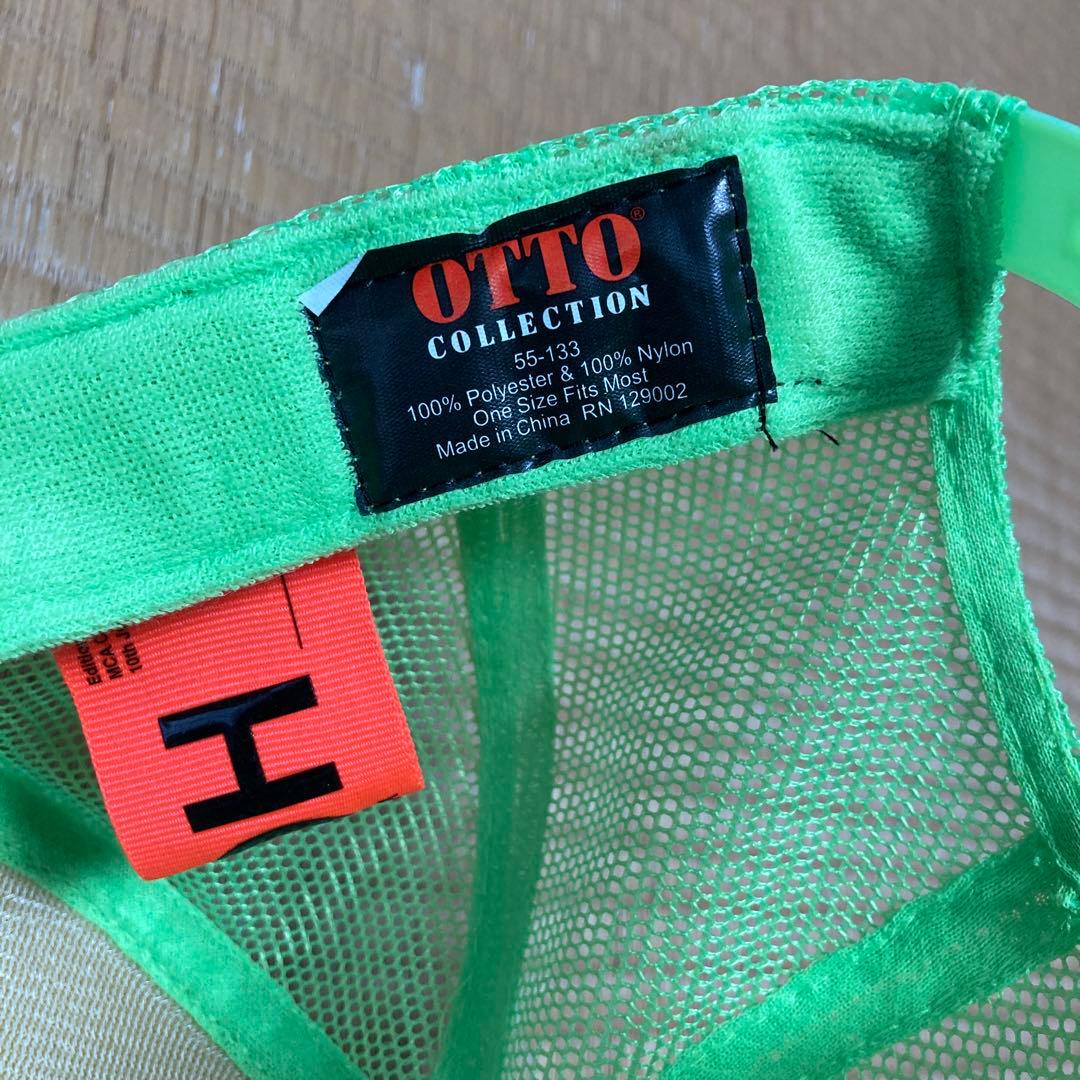 OTTO®
COLLECTION
55-133
100% Polyester & 100% Nylon
One Size Fits Most
Made in China RN 129002
H